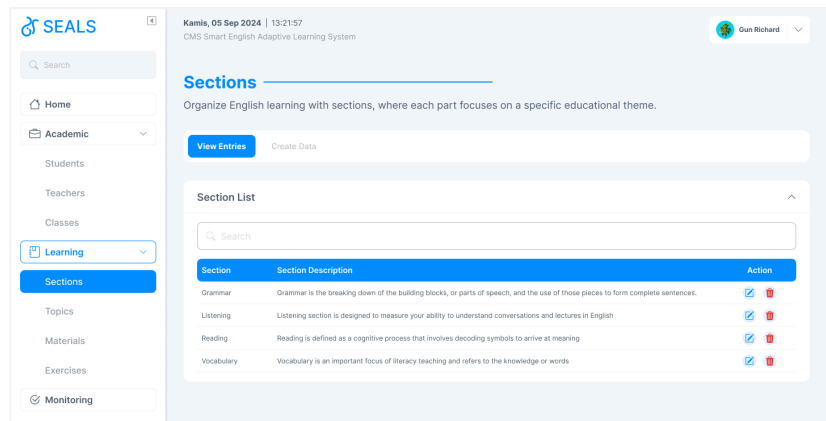 SEALS
Search
Home
Academic
Students
Teachers
Classes
Learning
Sections
Topics
Materials
Exercises
Monitoring
Kamis, 05 Sep 2024 | 13:21:57
CMS Smart English Adaptive Learning System
Gun Richard
Sections
Organize English learning with sections, where each part focuses on a specific educational theme.
View Entries Create Data
Section List
Search
Section Section Description Action
Grammar Grammar is the breaking down of the building blocks, or parts of speech, and the use of those pieces to form complete sentences.
Listening Listening section is designed to measure your ability to understand conversations and lectures in English
Reading Reading is defined as a cognitive process that involves decoding symbols to arrive at meaning
Vocabulary Vocabulary is an important focus of literacy teaching and refers to the knowledge or words